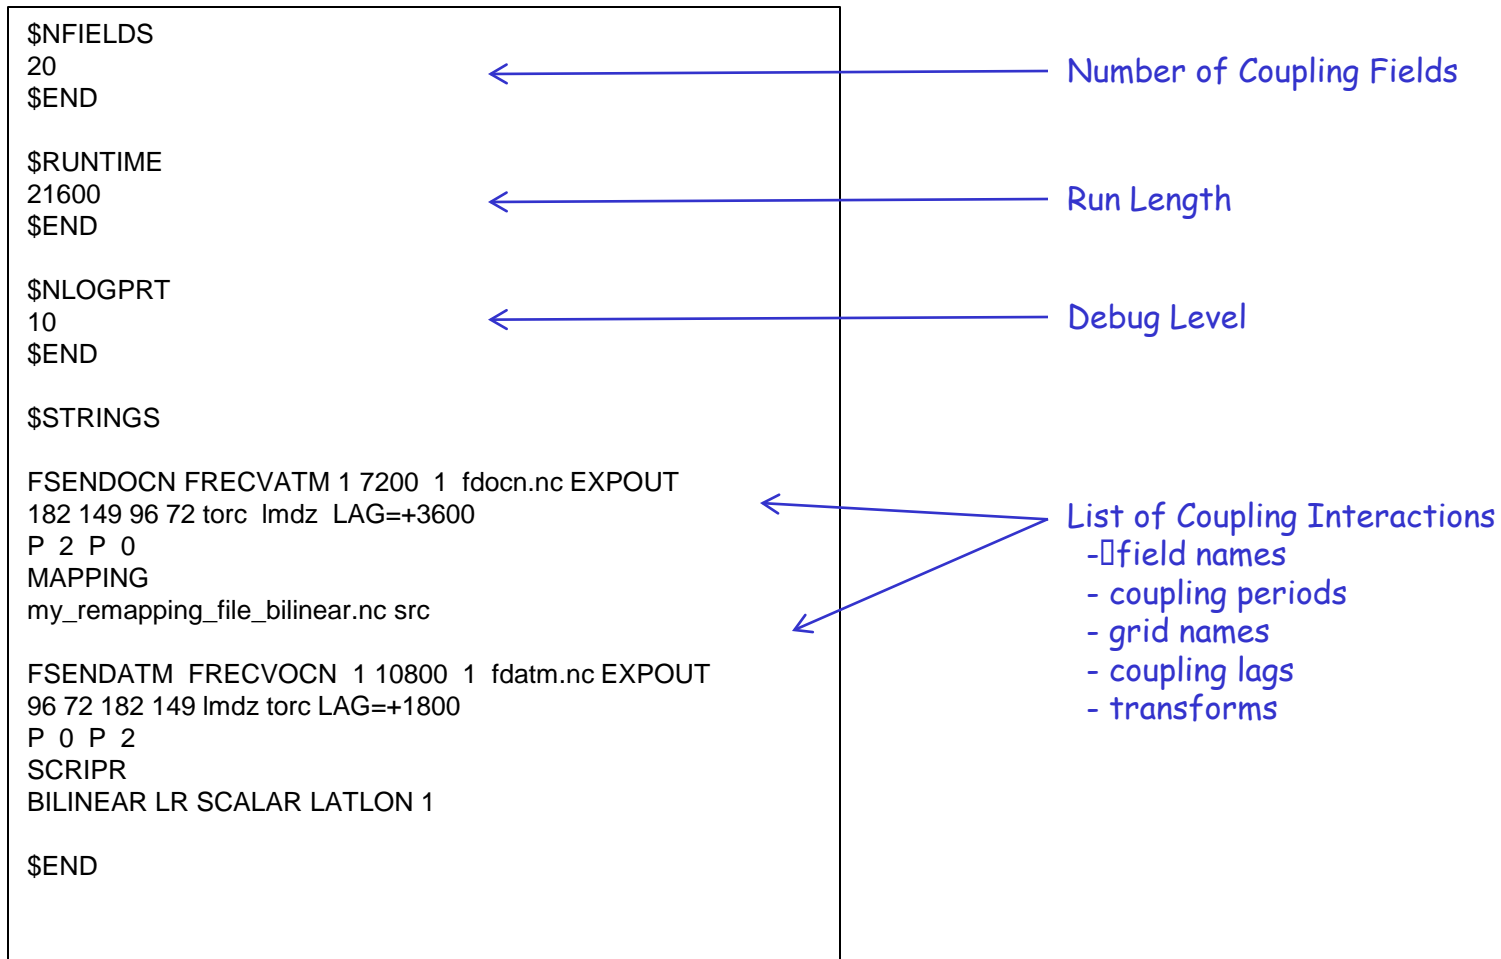 $NFIELDS
20
$END
$RUNTIME
21600
$END
$NLOGPRT
10
$END
$STRINGS
FSENDOCN FRECVATM 1 7200  1  fdocn.nc EXPOUT
182 149 96 72 torc  lmdz  LAG=+3600
P  2  P  0
MAPPING
my_remapping_file_bilinear.nc src
FSENDATM  FRECVOCN  1 10800  1  fdatm.nc EXPOUT
96 72 182 149 lmdz torc LAG=+1800
P  0  P  2
SCRIPR
BILINEAR LR SCALAR LATLON 1
$END
Number of Coupling Fields
Run Length
Debug Level
List of Coupling Interactions
-▯field names
- coupling periods
- grid names
- coupling lags
- transforms